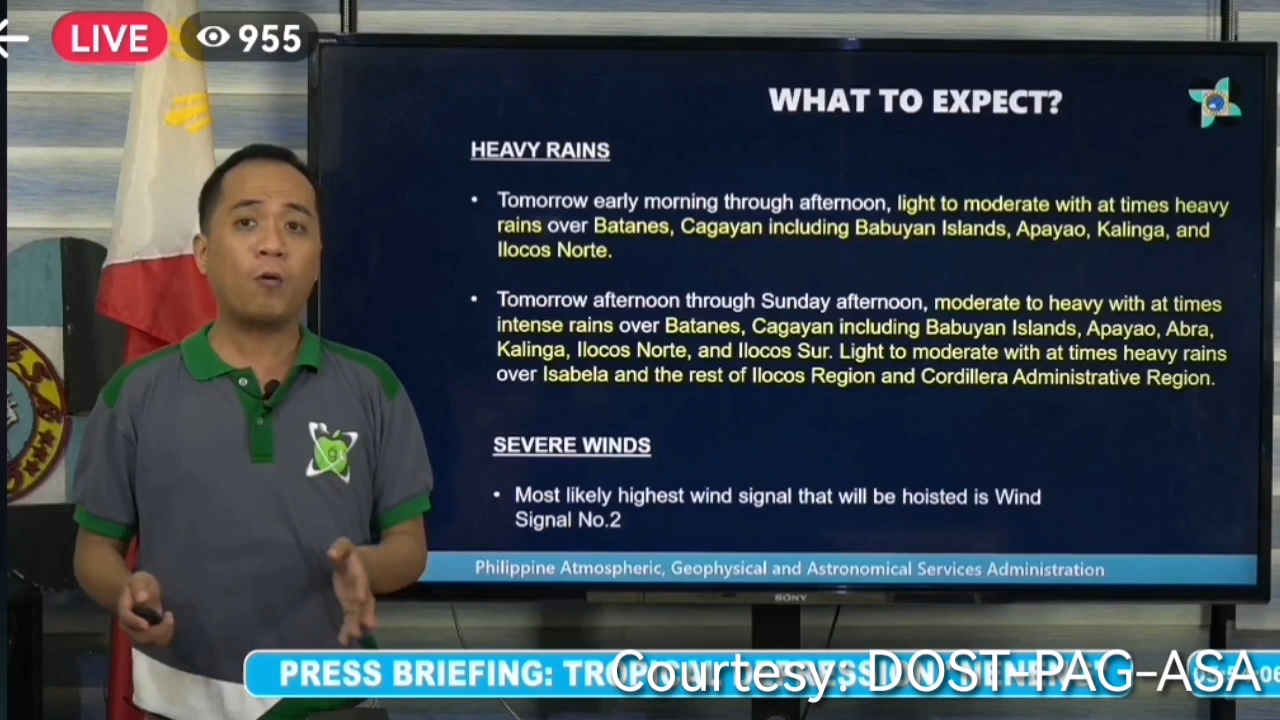 LIVE 955
WHAT TO EXPECT?
HEAVY RAINS
• Tomorrow early morning through afternoon, light to moderate with at times heavy
rains over Batanes, Cagayan including Babuyan Islands, Apayao, Kalinga, and
Ilocos Norte.
• Tomorrow afternoon through Sunday afternoon, moderate to heavy with at times
intense rains over Batanes, Cagayan including Babuyan Islands, Apayao, Abra,
Kalinga, Ilocos Norte, and Ilocos Sur. Light to moderate with at times heavy rains
over Isabela and the rest of Ilocos Region and Cordillera Administrative Region.
SEVERE WINDS
• Most likely highest wind signal that will be hoisted is Wind
Signal No.2
Philippine Atmospheric, Geophysical and Astronomical Services Administration
SONY
PRESS BRIEFING:
Courtesy; DOST-PAG-ASA